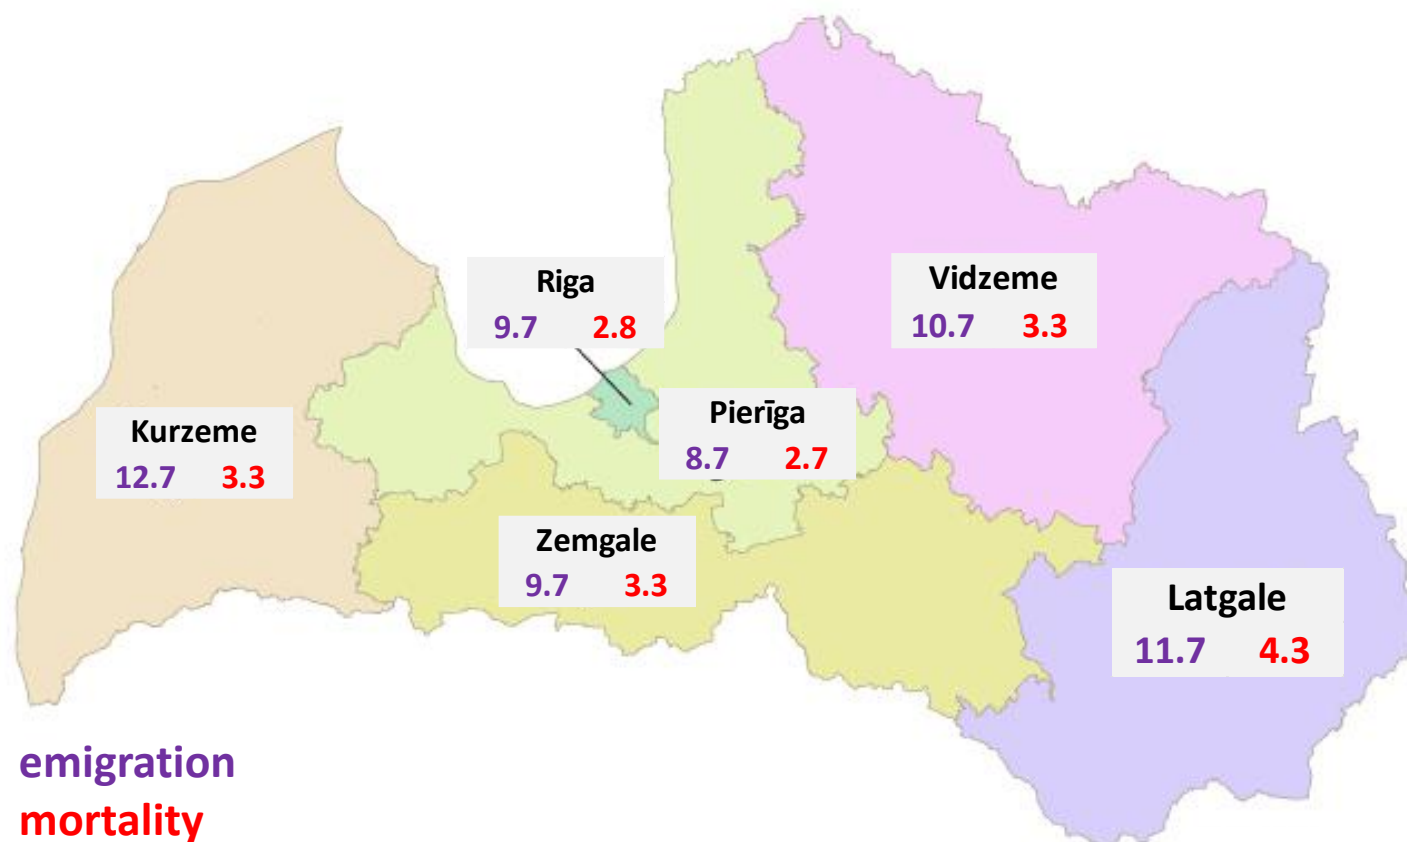 Riga
9.7 2.8
Vidzeme
10.7 3.3
Pierīga
8.7 2.7
Kurzeme
12.7 3.3
Zemgale
9.7 3.3
Latgale
11.7 4.3
emigration
mortality